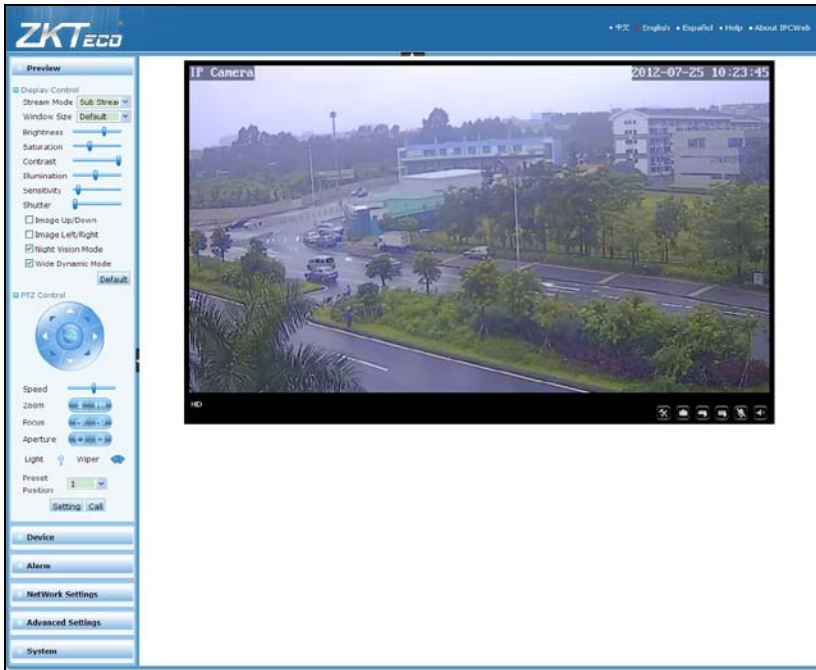 ZKTECO
中文 English Español Help About IPCWeb
Preview
Display Control
Stream Mode Sub Strea
Window Size Default
Brightness
Saturation
Contrast
Illumination
Sensitivity
Shutter
Image Up/Down
Image Left/Right
Night Vision Mode
Wide Dynamic Mode
Default
PTZ Control
Speed
Zoom
Focus
Aperture
Light Wiper
Preset
Position 1
Setting Call
Device
Alarm
NetWork Settings
Advanced Settings
System
IP Camera 2012-07-25 10:23:45
HD